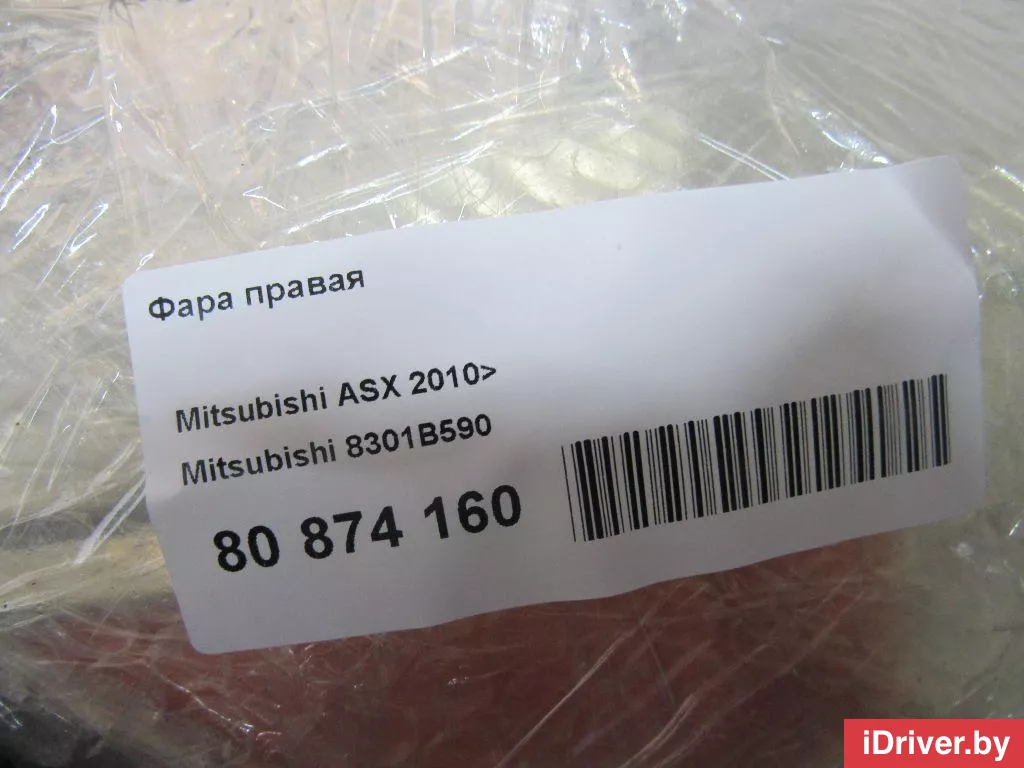 Фара правая
Mitsubishi ASX 2010>
Mitsubishi 8301B590
80 874 160
iDriver.by